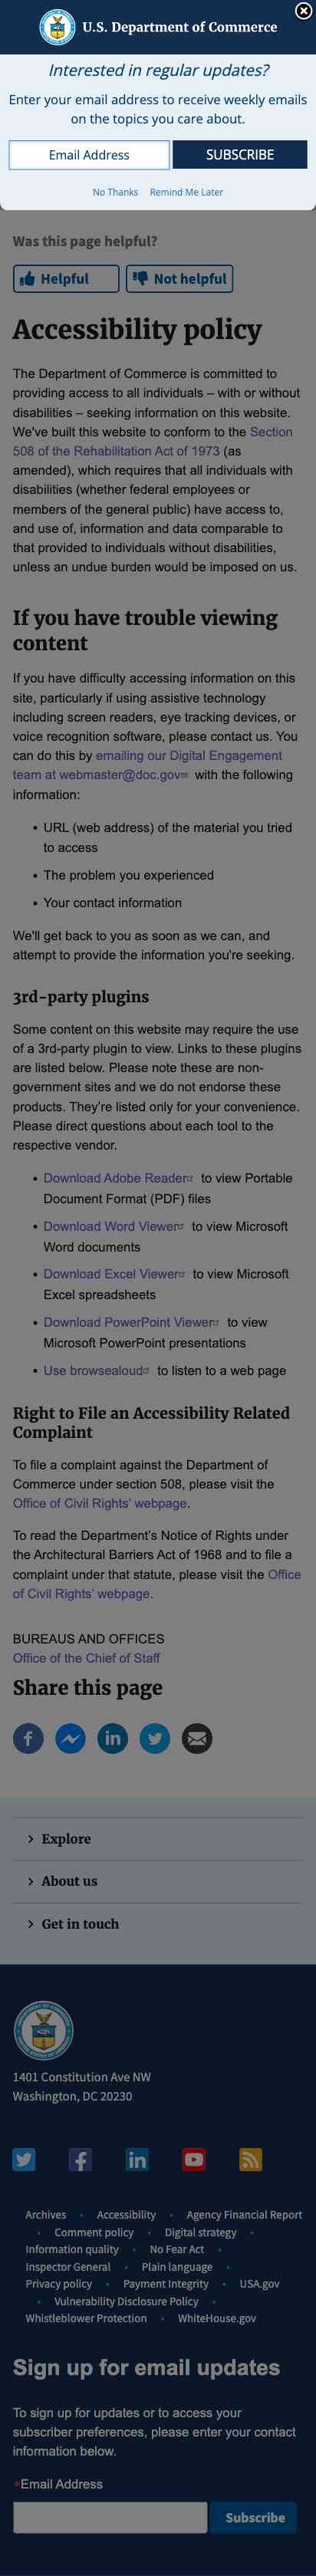 U.S. Department of Commerce
Interested in regular updates?
Enter your email address to receive weekly emails
on the topics you care about.
Email Address SUBSCRIBE
No Thanks Remind Me Later
Was this page helpful?
Helpful Not helpful
Accessibility policy
The Department of Commerce is committed to
providing access to all individuals – with or without
disabilities – seeking information on this website.
We've built this website to conform to the Section
508 of the Rehabilitation Act of 1973 (as
amended), which requires that all individuals with
disabilities (whether federal employees or
members of the general public) have access to,
and use of, information and data comparable to
that provided to individuals without disabilities,
unless an undue burden would be imposed on us.
If you have trouble viewing
content
If you have difficulty accessing information on this
site, particularly if using assistive technology
including screen readers, eye tracking devices, or
voice recognition software, please contact us. You
can do this by emailing our Digital Engagement
team at webmaster@doc.gov with the following
information:
• URL (web address) of the material you tried
to access
• The problem you experienced
• Your contact information
We'll get back to you as soon as we can, and
attempt to provide the information you're seeking.
3rd-party plugins
Some content on this website may require the use
of a 3rd-party plugin to view. Links to these plugins
are listed below. Please note these are non-
government sites and we do not endorse these
products. They're listed only for your convenience.
Please direct questions about each tool to the
respective vendor.
• Download Adobe Reader to view Portable
Document Format (PDF) files
• Download Word Viewer to view Microsoft
Word documents
• Download Excel Viewer to view Microsoft
Excel spreadsheets
• Download PowerPoint Viewer to view
Microsoft PowerPoint presentations
• Use browsealoud to listen to a web page
Right to File an Accessibility Related
Complaint
To file a complaint against the Department of
Commerce under section 508, please visit the
Office of Civil Rights' webpage.
To read the Department's Notice of Rights under
the Architectural Barriers Act of 1968 and to file a
complaint under that statute, please visit the Office
of Civil Rights' webpage.
BUREAUS AND OFFICES
Office of the Chief of Staff
Share this page
Explore
About us
Get in touch
1401 Constitution Ave NW
Washington, DC 20230
Archives • Accessibility • Agency Financial Report
• Comment policy • Digital strategy •
Information quality • No Fear Act •
Inspector General • Plain language •
Privacy policy • Payment Integrity • USA.gov
• Vulnerability Disclosure Policy •
Whistleblower Protection • WhiteHouse.gov
Sign up for email updates
To sign up for updates or to access your
subscriber preferences, please enter your contact
information below.
*Email Address
Subscribe